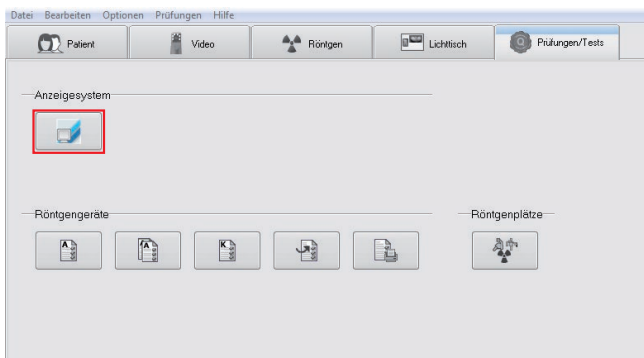 Datei Bearbeiten Optionen Prüfungen Hilfe
Patient Video Röntgen Lichttisch Prüfungen/Tests
Anzeigesystem
Röntgengeräte Röntgenplätze
A A K